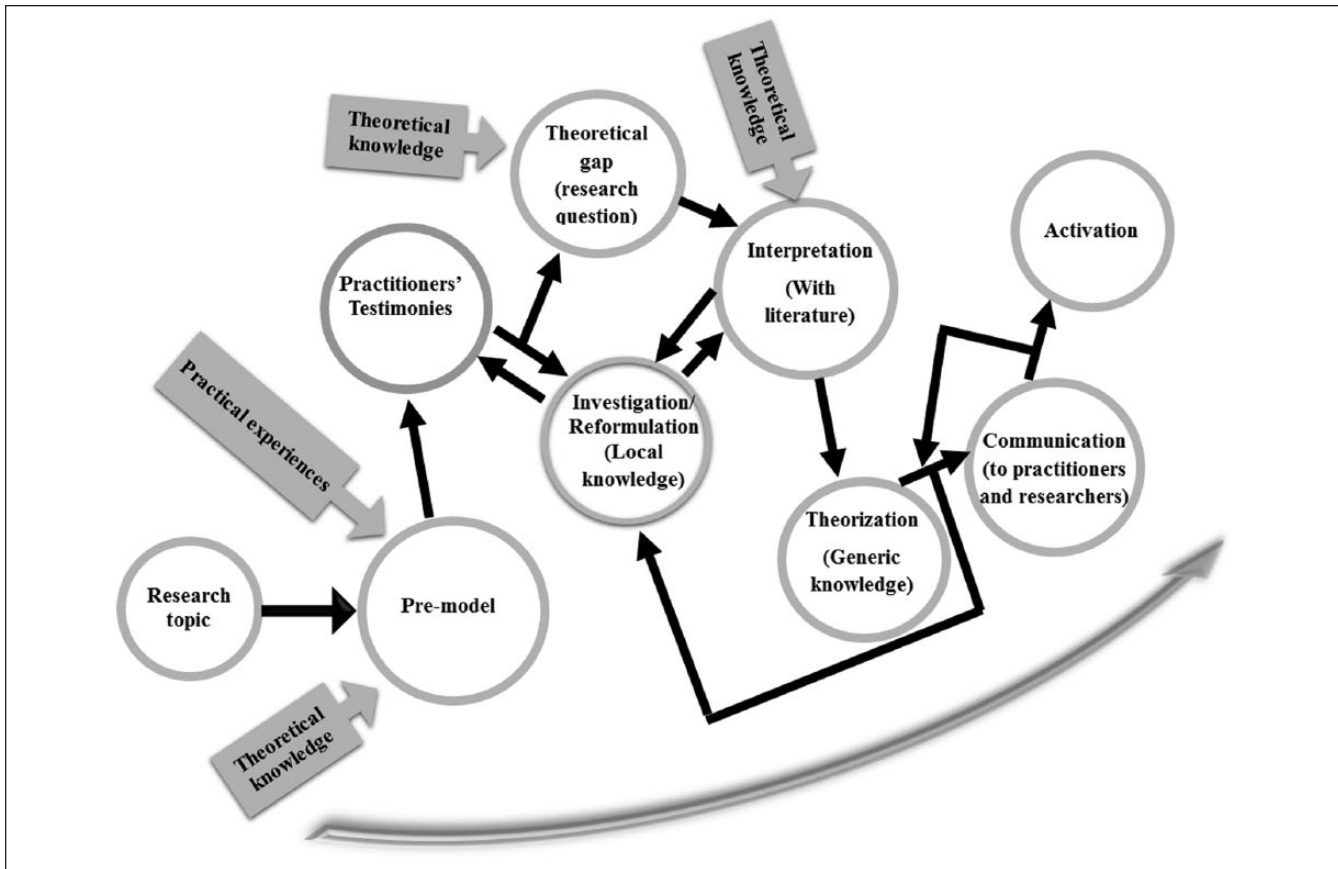 Theoretical
knowledge
Theoretical
gap
(research
question)
Theoretical
knowledge
Practitioners’
Testimonies
Interpretation
(With
literature)
Activation
Practical experiences
Investigation/
Reformulation
(Local
knowledge)
Communication
(to practitioners
and researchers)
Theorization
(Generic
knowledge)
Research
topic
Pre-model
Theoretical
knowledge